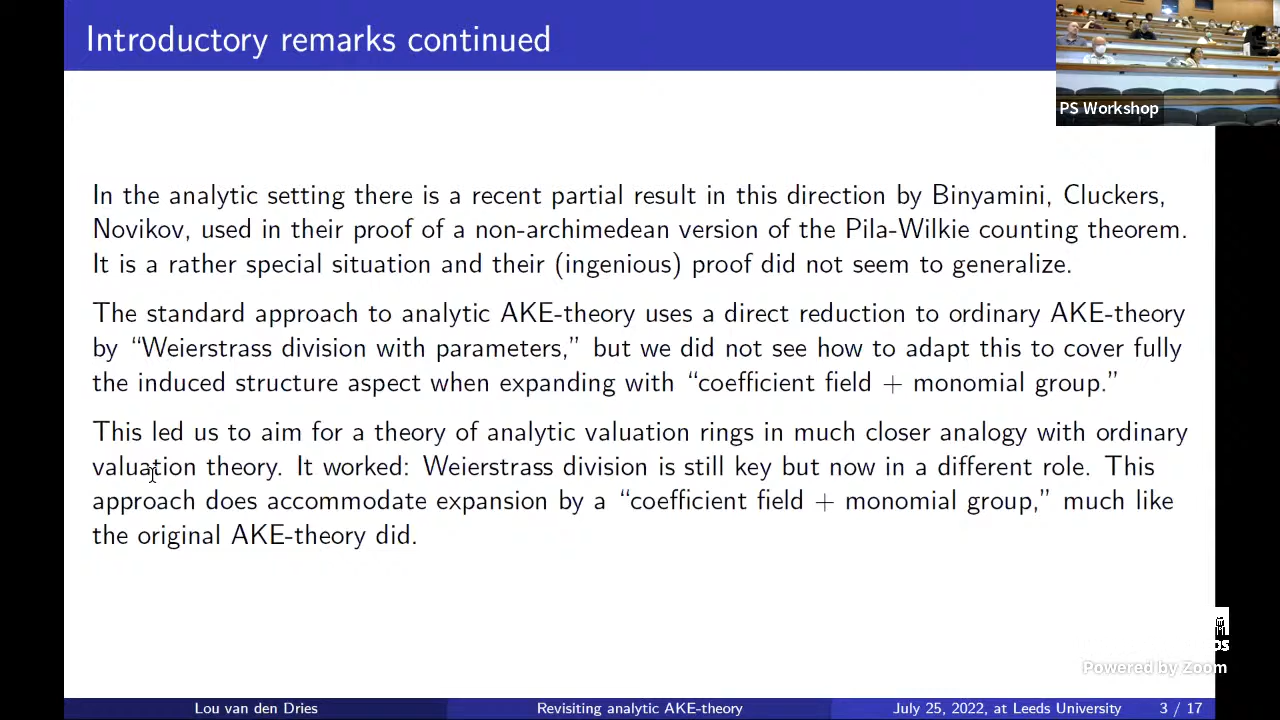 Introductory remarks continued
PS Workshop
In the analytic setting there is a recent partial result in this direction by Binyamini, Cluckers,
Novikov, used in their proof of a non-archimedean version of the Pila-Wilkie counting theorem.
It is a rather special situation and their (ingenious) proof did not seem to generalize.
The standard approach to analytic AKE-theory uses a direct reduction to ordinary AKE-theory
by “Weierstrass division with parameters,” but we did not see how to adapt this to cover fully
the induced structure aspect when expanding with “coefficient field + monomial group.”
This led us to aim for a theory of analytic valuation rings in much closer analogy with ordinary
valuation theory. It worked: Weierstrass division is still key but now in a different role. This
approach does accommodate expansion by a “coefficient field + monomial group,” much like
the original AKE-theory did.
Powered by Zoom
Lou van den Dries
Revisiting analytic AKE-theory
July 25, 2022, at Leeds University
3 / 17